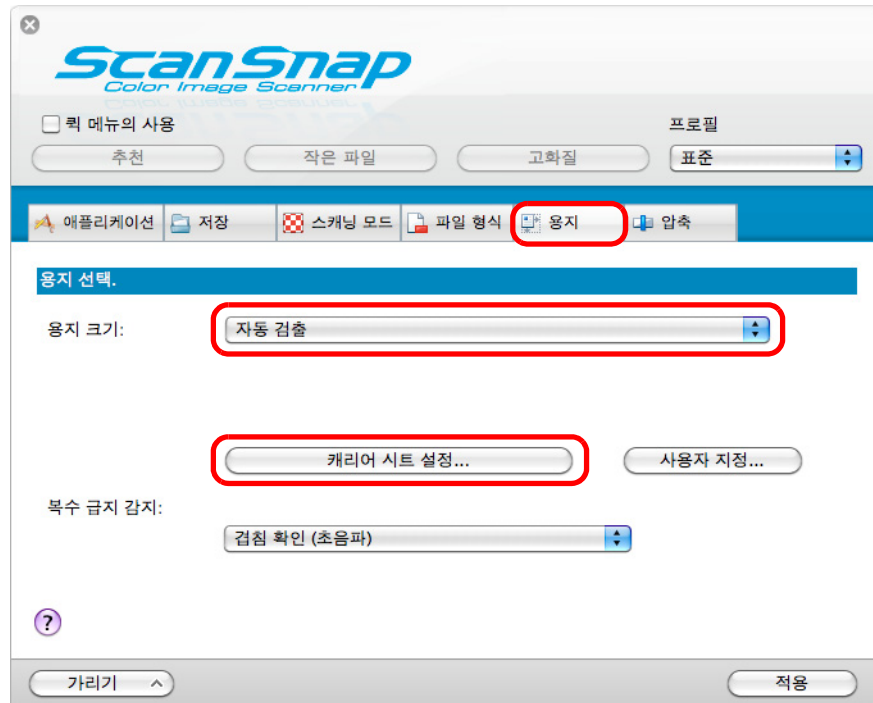 ScanSnap
Color Image Scanner
퀵 메뉴의 사용
프로필
추천
작은 파일
고화질
표준
애플리케이션
저장
스캐닝 모드
파일 형식
용지
압축
용지 선택.
용지 크기:
자동 검출
캐리어 시트 설정...
사용자 지정...
복수 급지 감지:
겹침 확인 (초음파)
?
가리기
적용